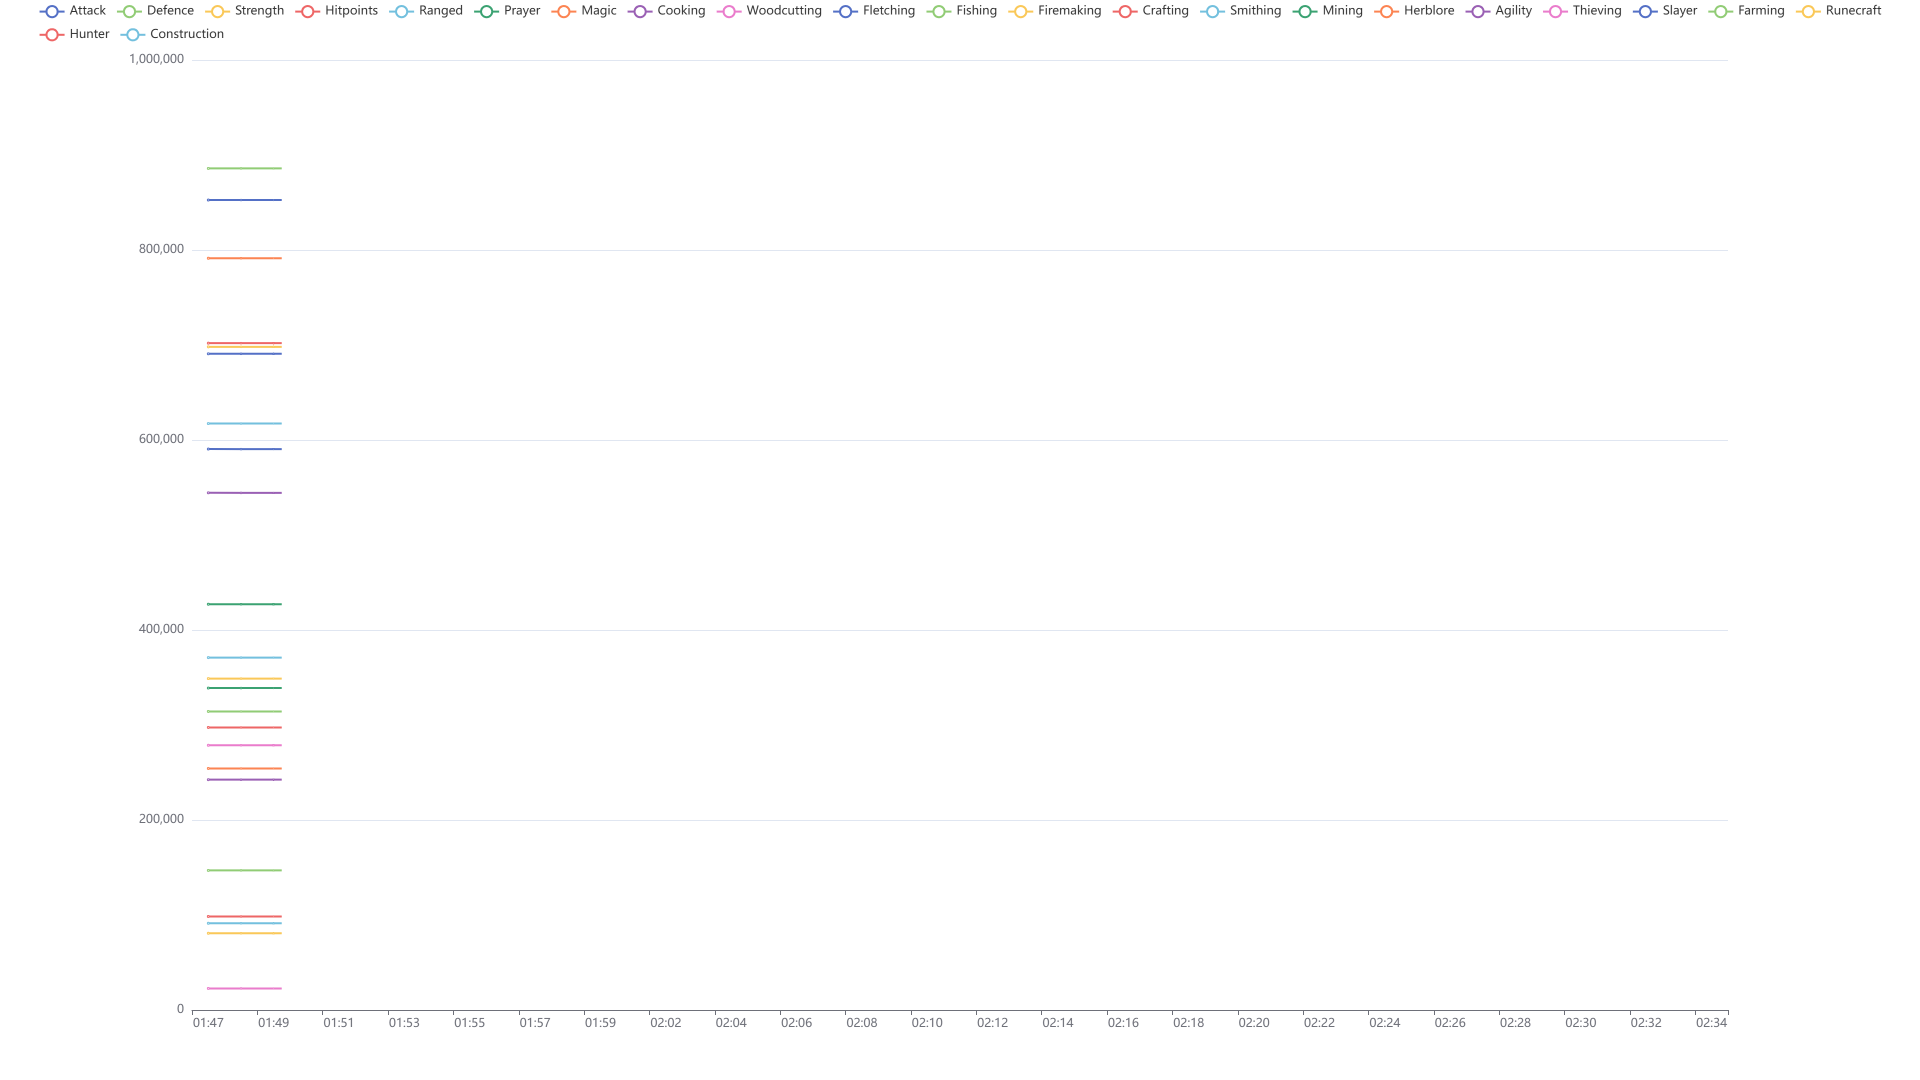 Attack Defence Strength Hitpoints Ranged Prayer Magic Cooking Woodcutting Fletching Fishing Firemaking Crafting Smithing Mining Herblore Agility Thieving Slayer Farming Runecraft
Hunter Construction
1,000,000
800,000
600,000
400,000
200,000
0
01:47 01:49 01:51 01:53 01:55 01:57 01:59 02:02 02:04 02:06 02:08 02:10 02:12 02:14 02:16 02:18 02:20 02:22 02:24 02:26 02:28 02:30 02:32 02:34